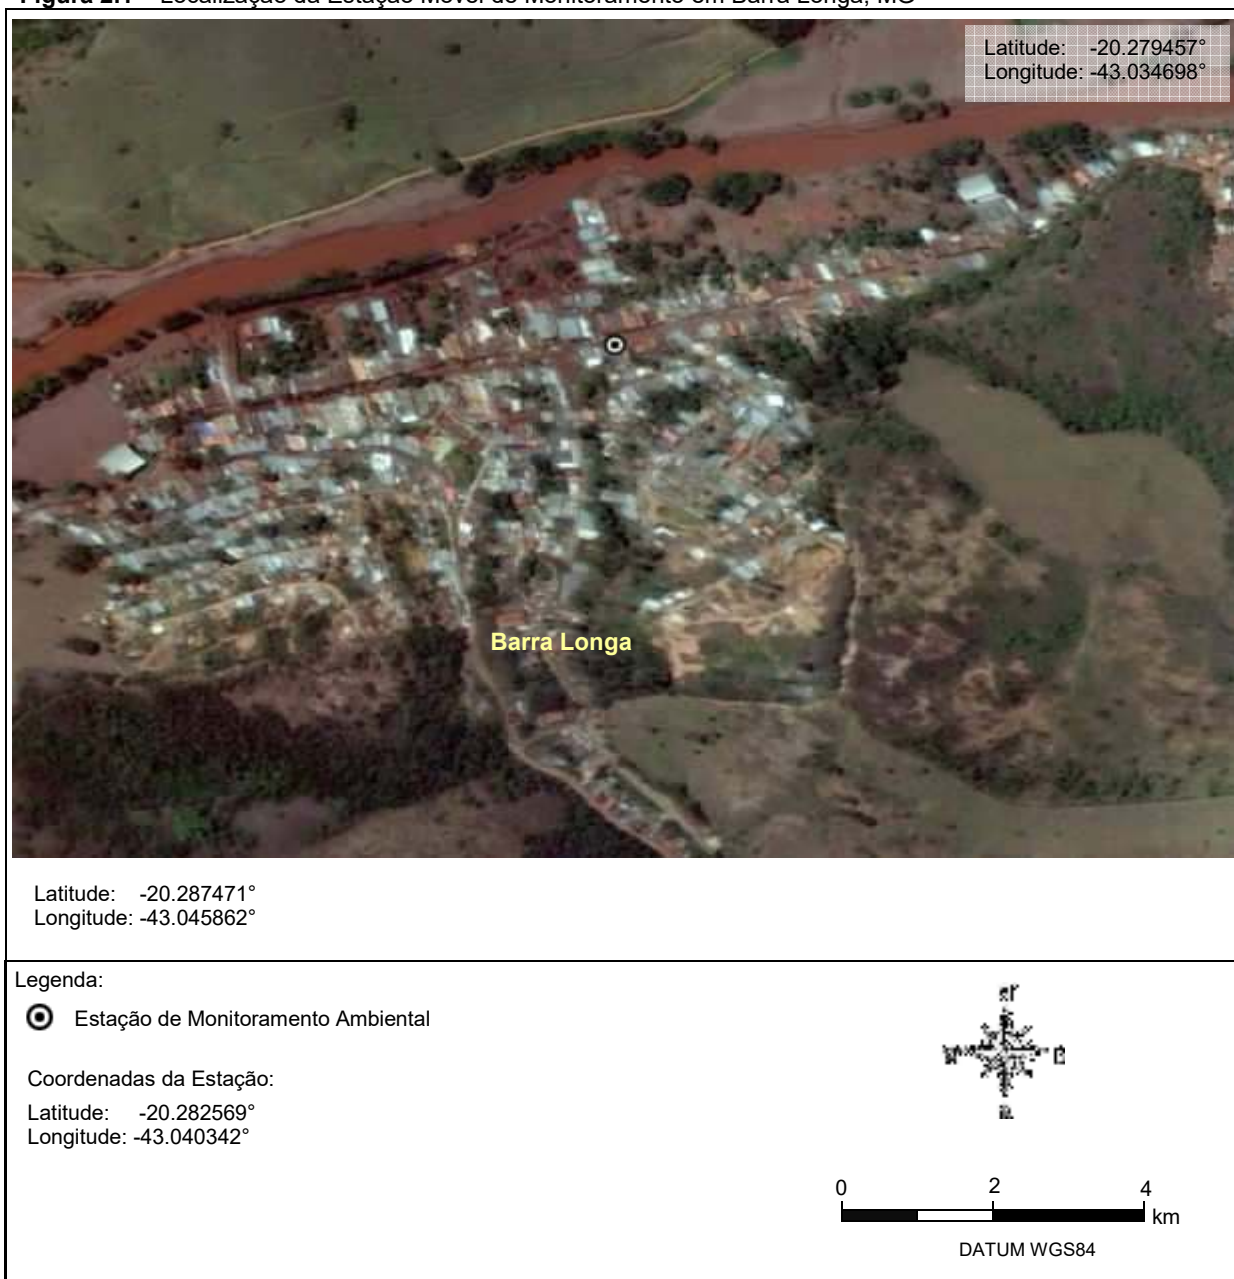 Latitude: -20.279457°
Longitude: -43.034698°
Barra Longa
Latitude: -20.287471°
Longitude: -43.045862°
Legenda:
Estação de Monitoramento Ambiental
Coordenadas da Estação:
Latitude: -20.282569°
Longitude: -43.040342°
0 2 4
km
DATUM WGS84